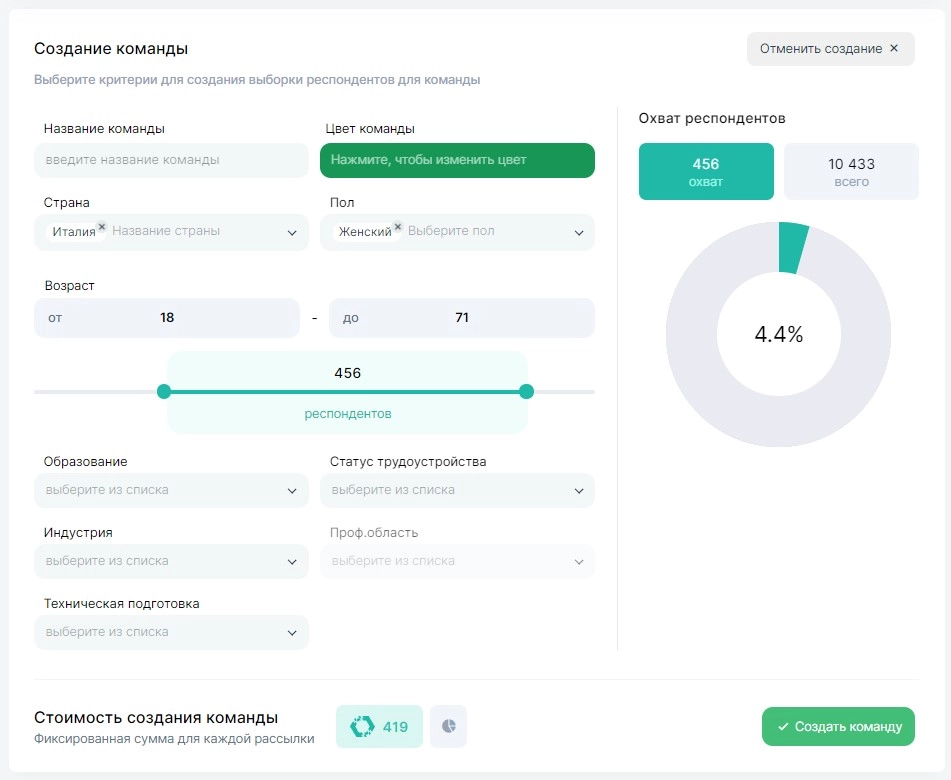 Создание команды
Отменить создание ✕
Выберите критерии для создания выборки респондентов для команды
Название команды
Цвет команды
введите название команды
Нажмите, чтобы изменить цвет
Страна
Пол
Италия × Название страны
Женский × Выберите пол
Возраст
от 18 - до 71
456
респондентов
Образование
Статус трудоустройства
выберите из списка
выберите из списка
Индустрия
Проф.область
выберите из списка
выберите из списка
Техническая подготовка
выберите из списка
Охват респондентов
456
охват
10 433
всего
4.4%
Стоимость создания команды
Фиксированная сумма для каждой рассылки
419
Создать команду